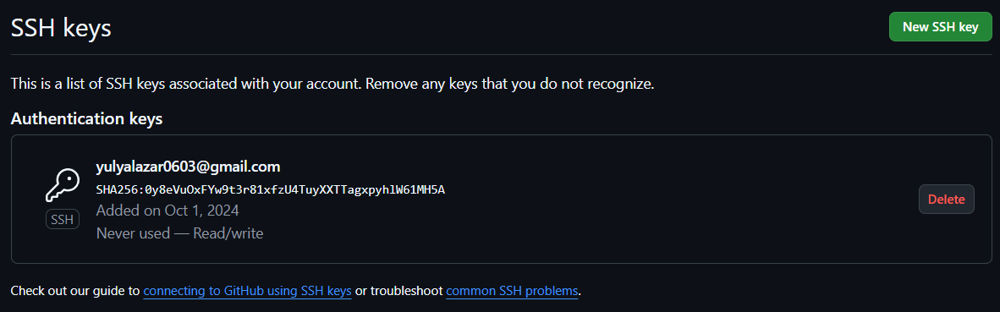 SSH keys
New SSH key
This is a list of SSH keys associated with your account. Remove any keys that you do not recognize.
Authentication keys
yulyalazar0603@gmail.com
SHA256:0y8eVuOxFYw9t3r81xfzU4TuyXXTTagxpyhlW61MH5A
Added on Oct 1, 2024
Never used — Read/write
SSH
Delete
Check out our guide to connecting to GitHub using SSH keys or troubleshoot common SSH problems.